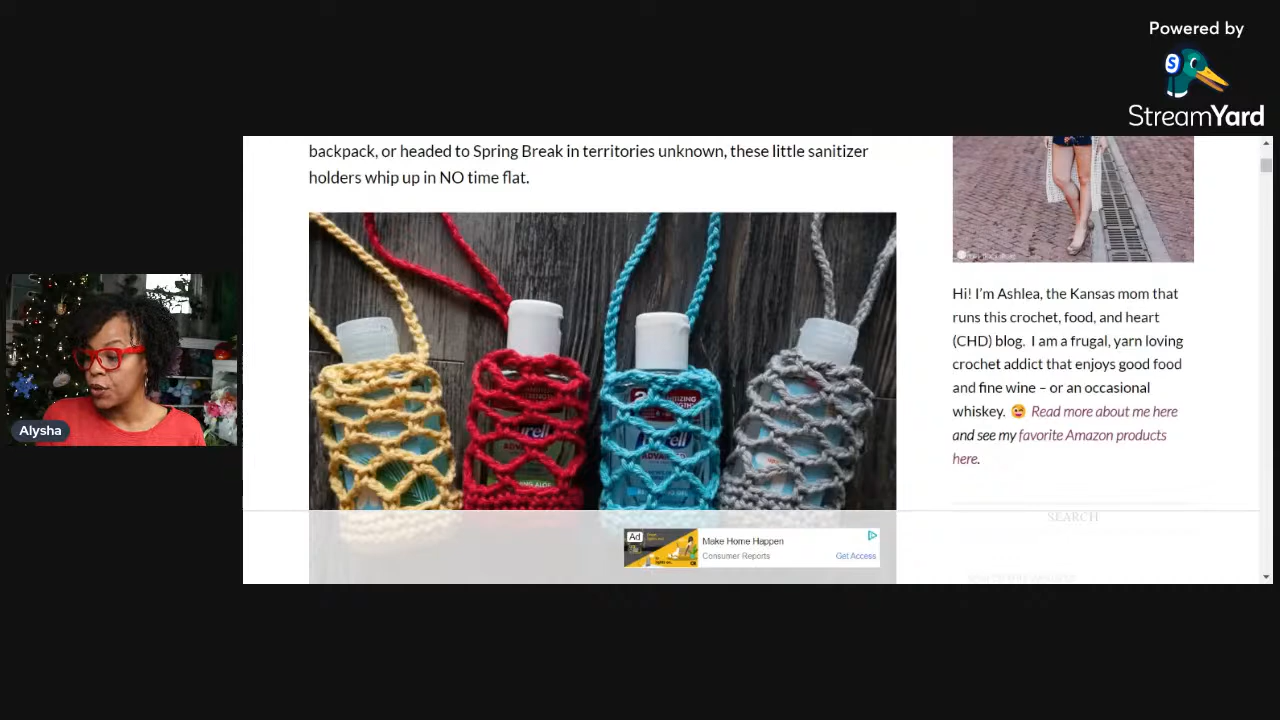 Powered by
StreamYard
backpack, or headed to Spring Break in territories unknown, these little sanitizer
holders whip up in NO time flat.
Hi! I'm Ashlea, the Kansas mom that
runs this crochet, food, and heart
(CHD) blog. I am a frugal, yarn loving
crochet addict that enjoys good food
and fine wine – or an occasional
whiskey. 😜 Read more about me here
and see my favorite Amazon products
here.
SEARCH
Alysha
Ad
Make Home Happen
Consumer Reports
Get Access